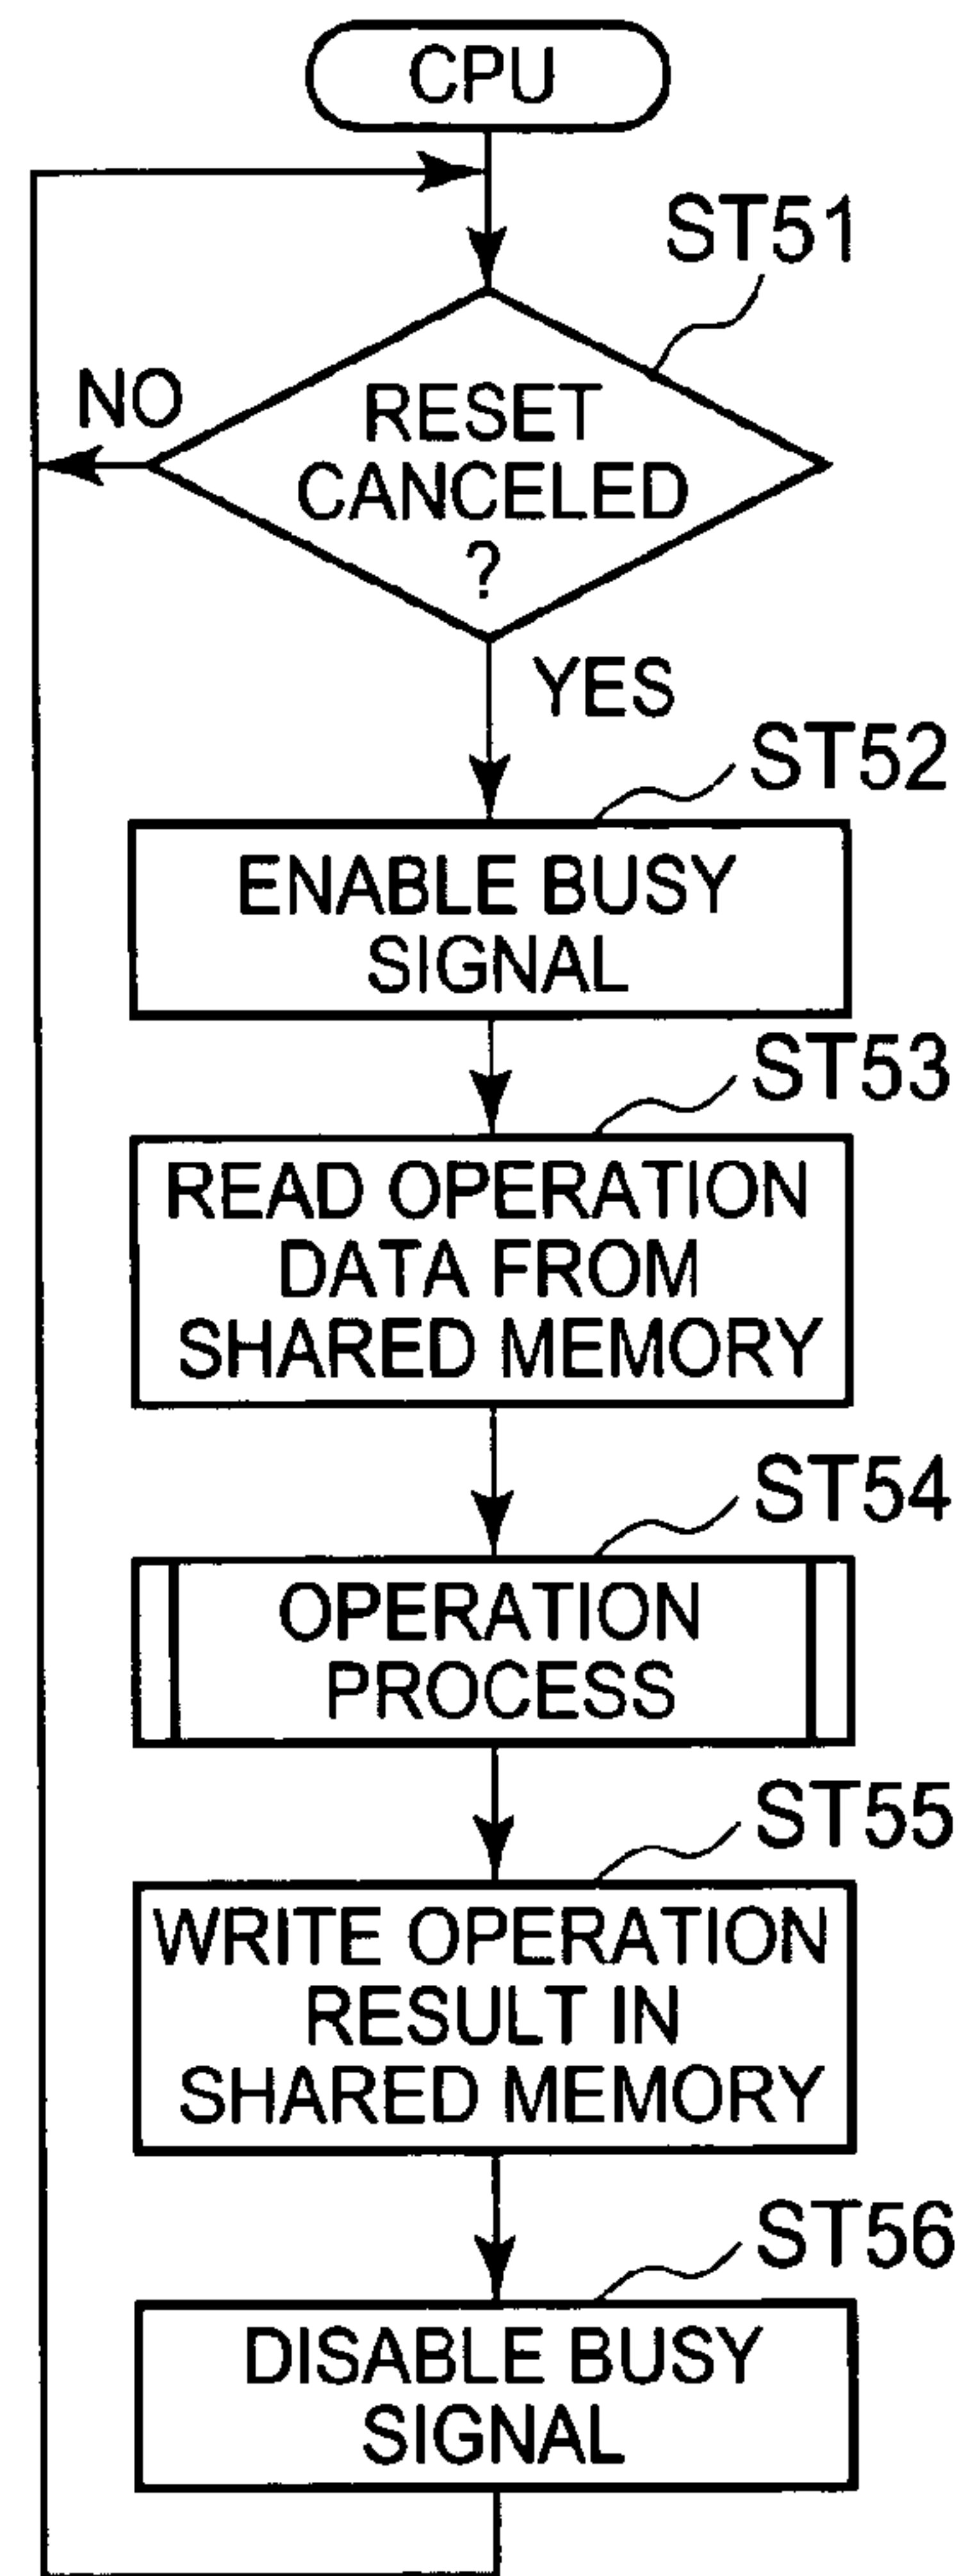 CPU
ST51
NO
RESET
CANCELED
?
YES
ST52
ENABLE BUSY
SIGNAL
ST53
READ OPERATION
DATA FROM
SHARED MEMORY
ST54
OPERATION
PROCESS
ST55
WRITE OPERATION
RESULT IN
SHARED MEMORY
ST56
DISABLE BUSY
SIGNAL